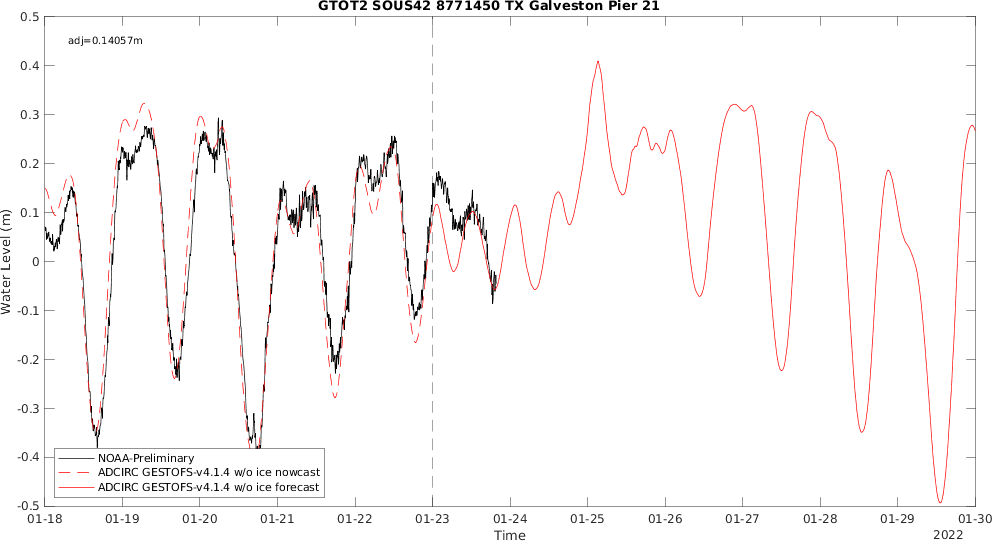 GTOT2 SOUS42 8771450 TX Galveston Pier 21
adj=0.14057m
0.5
0.4
0.3
0.2
0.1
0
-0.1
-0.2
-0.3
-0.4
-0.5
Water Level (m)
NOAA-Preliminary
ADCIRC GESTOFS-v4.1.4 w/o ice nowcast
ADCIRC GESTOFS-v4.1.4 w/o ice forecast
01-18 01-19 01-20 01-21 01-22 01-23 01-24 01-25 01-26 01-27 01-28 01-29 01-30
Time
2022